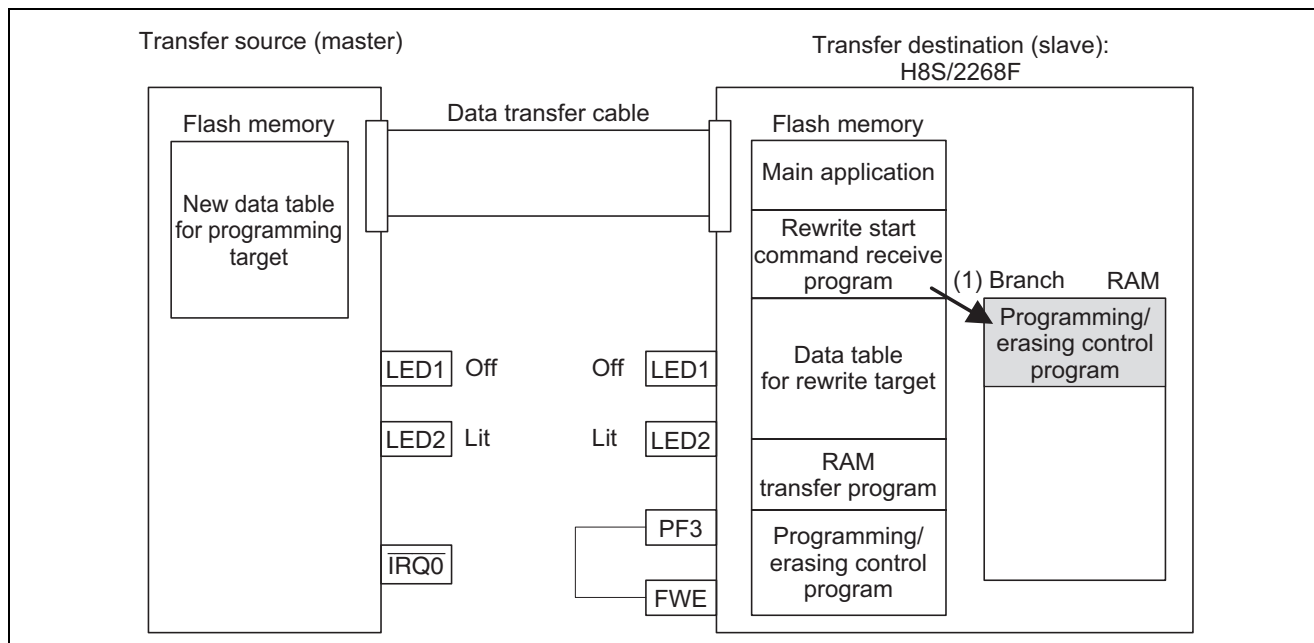 Transfer source (master)
Transfer destination (slave):
H8S/2268F
Data transfer cable
Flash memory
New data table
for programming
target
LED1 Off
LED2 Lit
IRQ0
Off LED1
Lit LED2
PF3
FWE
Flash memory
Main application
Rewrite start
command receive
program
Data table
for rewrite target
RAM
transfer program
Programming/
erasing control
program
(1) Branch
RAM
Programming/
erasing control
program